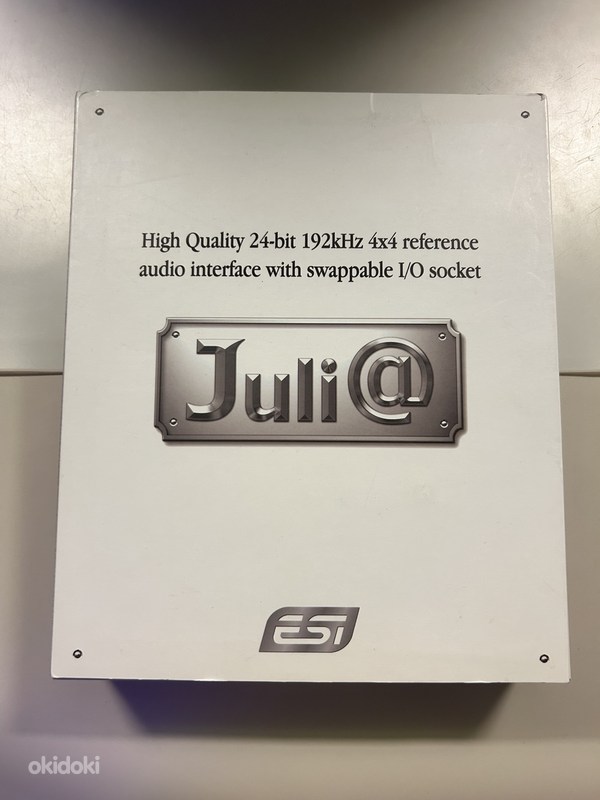 High Quality 24-bit 192kHz 4x4 reference
audio interface with swappable I/O socket
Juli@
ESI
okidoki